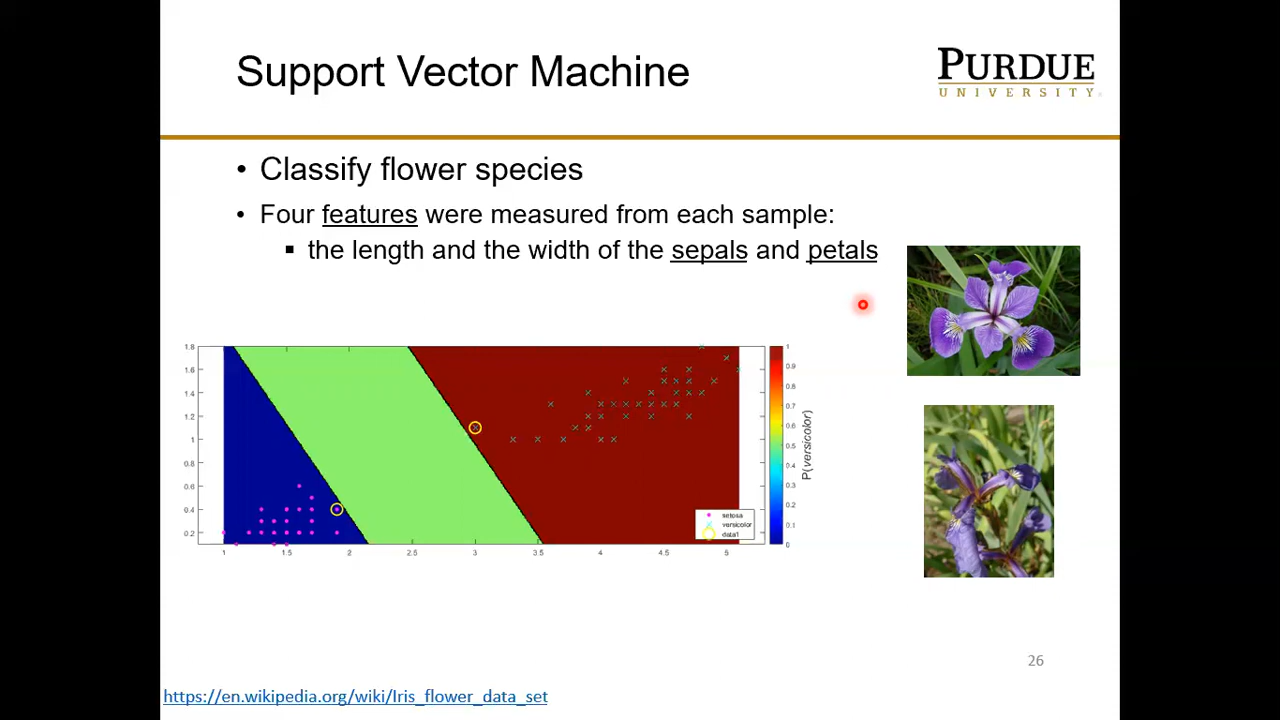 Support Vector Machine
PURDUE
UNIVERSITY
• Classify flower species
• Four features were measured from each sample:
▪ the length and the width of the sepals and petals
1.8
1.6
1.4
1.2
1
0.8
0.6
0.4
0.2
1 1.5 2 2.5 3 3.5 4 4.5 5
setosa
versicolor
data1
1
0.9
0.8
0.7
0.6
0.5
0.4
0.3
0.2
0.1
0
P(versicolor)
26
https://en.wikipedia.org/wiki/Iris_flower_data_set